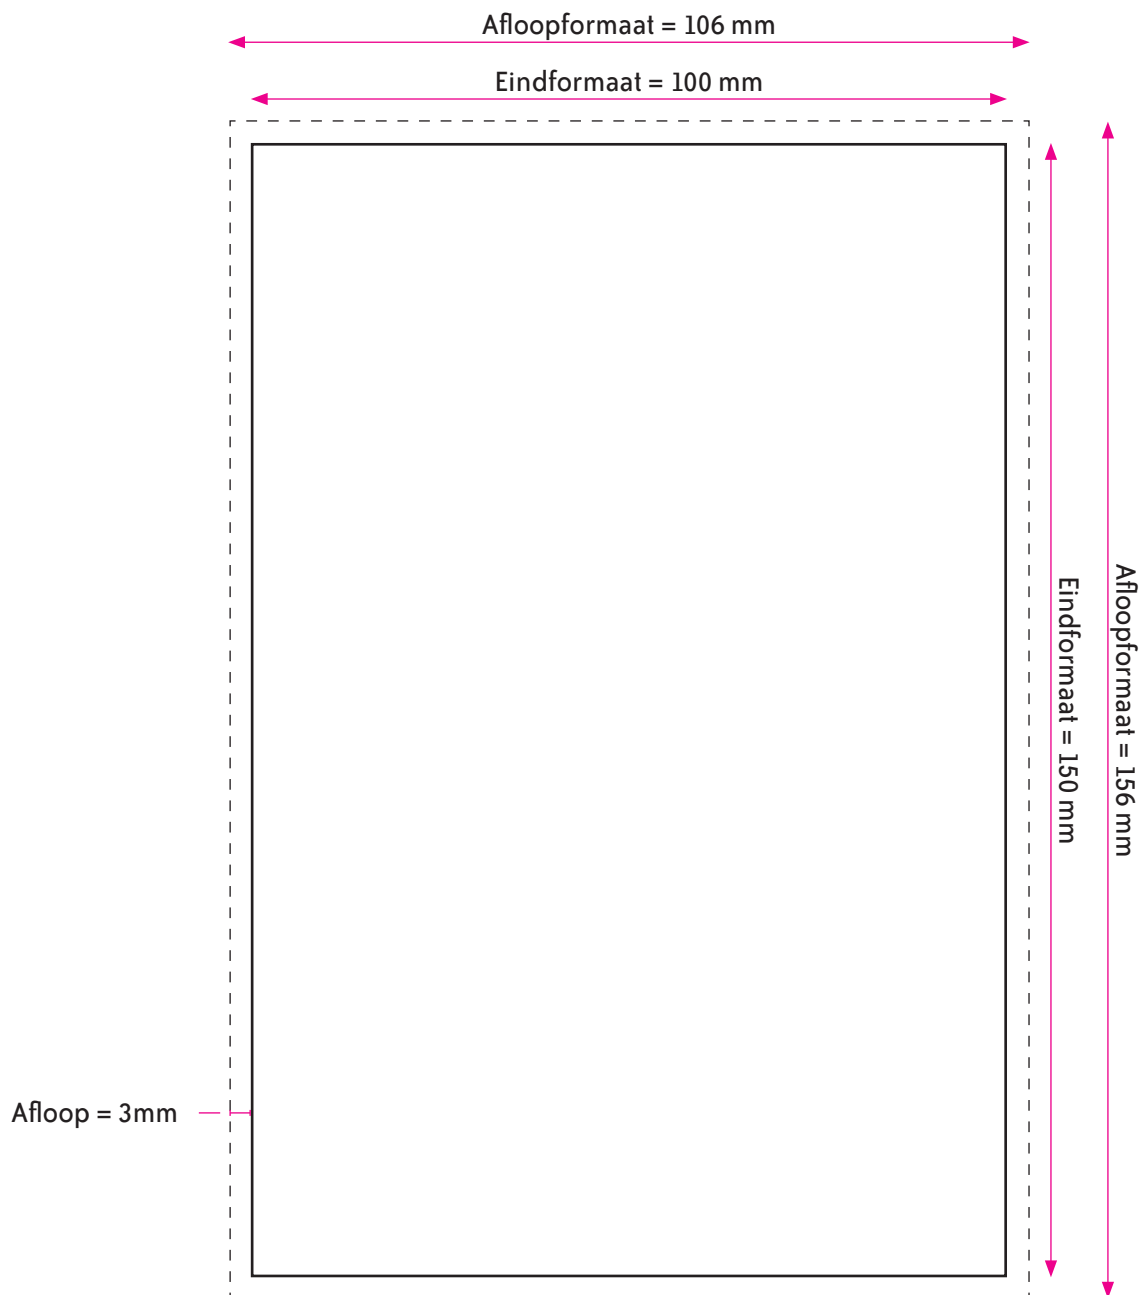 Afloopformaat = 106 mm
Eindformaat = 100 mm
Eindformaat = 150 mm
Afloopformaat = 156 mm
Afloop = 3mm